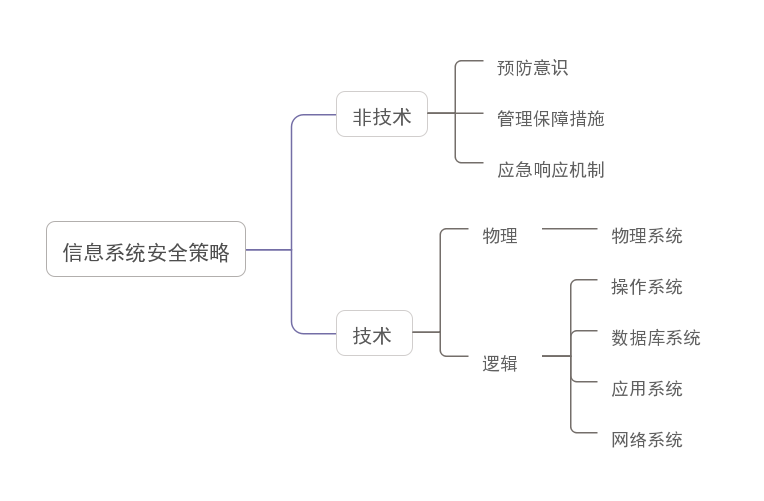 信息系统安全策略
非技术
预防意识
管理保障措施
应急响应机制
技术
物理
物理系统
逻辑
操作系统
数据库系统
应用系统
网络系统